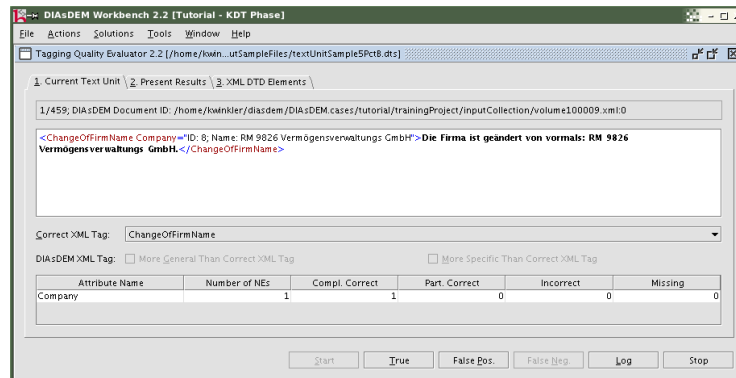 DIAsDEM Workbench 2.2 [Tutorial - KDT Phase]
File Actions Solutions Tools Window Help
Tagging Quality Evaluator 2.2 [/home/kwin...utSampleFiles/textUnitSample5PctB.dts]
1. Current Text Unit 2. Present Results 3. XML DTD Elements
1/459; DIAsDEM Document ID: /home/kwinkler/diasdem/DIAsDEM.cases/tutorial/trainingProject/inputCollection/volume100009.xml:0
<ChangeOfFirmName Company="ID: 8; Name: RM 9826 Vermögensverwaltungs GmbH">Die Firma ist geändert von vormals: RM 9826
Vermögensverwaltungs GmbH.</ChangeOfFirmName>
Correct XML Tag: ChangeOfFirmName
DIAsDEM XML Tag: More General Than Correct XML Tag More Specific Than Correct XML Tag
Attribute Name Number of NEs Compl. Correct Part. Correct Incorrect Missing
Company 1 1 0 0 0
Start True False Pos. False Neg. Log Stop